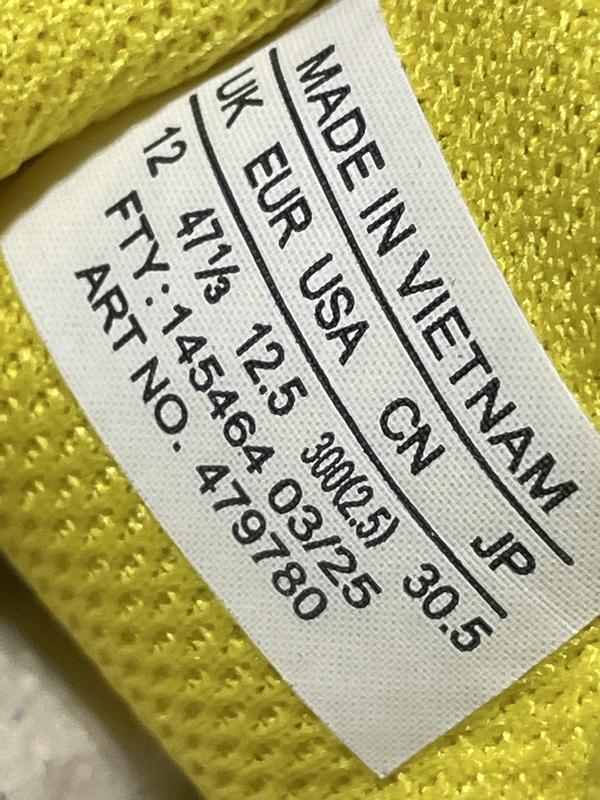 MADE IN VIETNAM
UK EUR USA CN JP
12 47⅓ 12.5 300(2.5) 30.5
FTY: 145464 03/25
ART NO. 479780